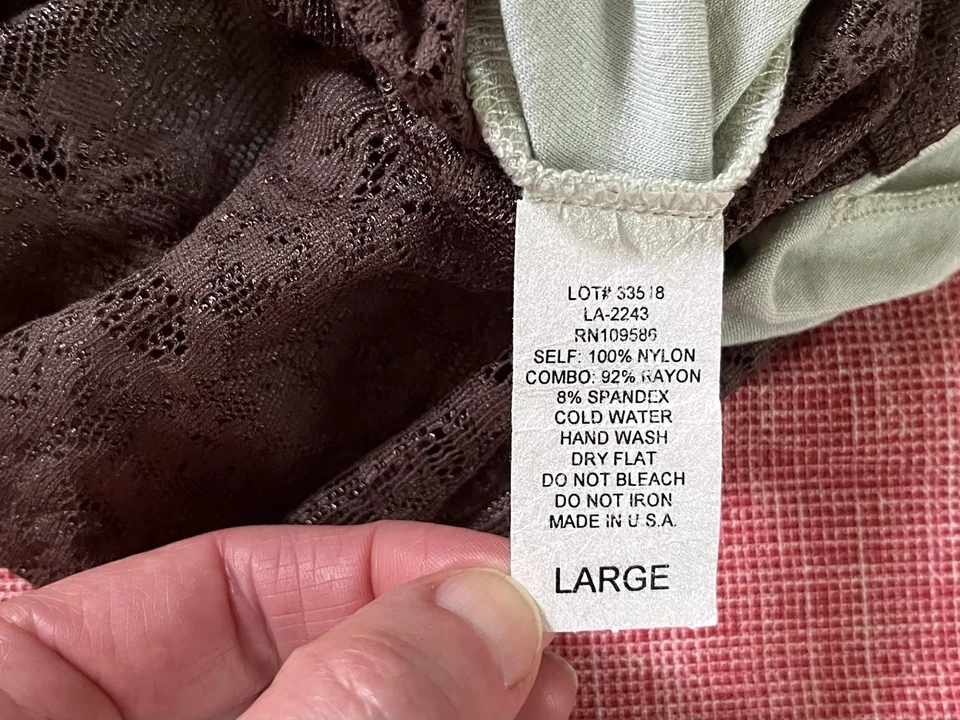 LOT# 33518
LA-2243
RN109586
SELF: 100% NYLON
COMBO: 92% RAYON
8% SPANDEX
COLD WATER
HAND WASH
DRY FLAT
DO NOT BLEACH
DO NOT IRON
MADE IN U.S.A.
LARGE